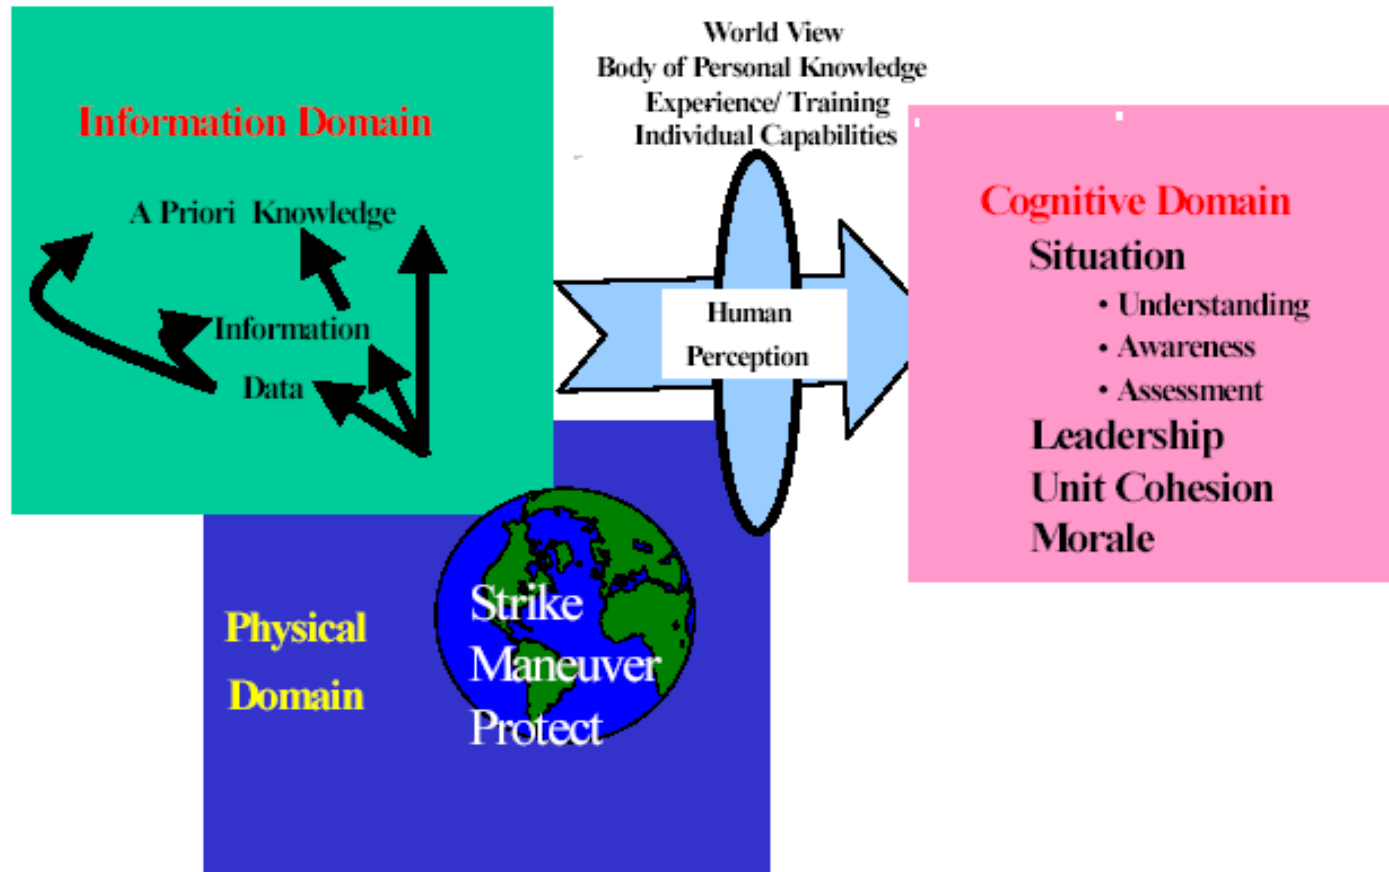 Information Domain
A Priori Knowledge
Information
Data
World View
Body of Personal Knowledge
Experience/ Training
Individual Capabilities
Human
Perception
Cognitive Domain
Situation
• Understanding
• Awareness
• Assessment
Leadership
Unit Cohesion
Morale
Physical
Domain
Strike
Maneuver
Protect